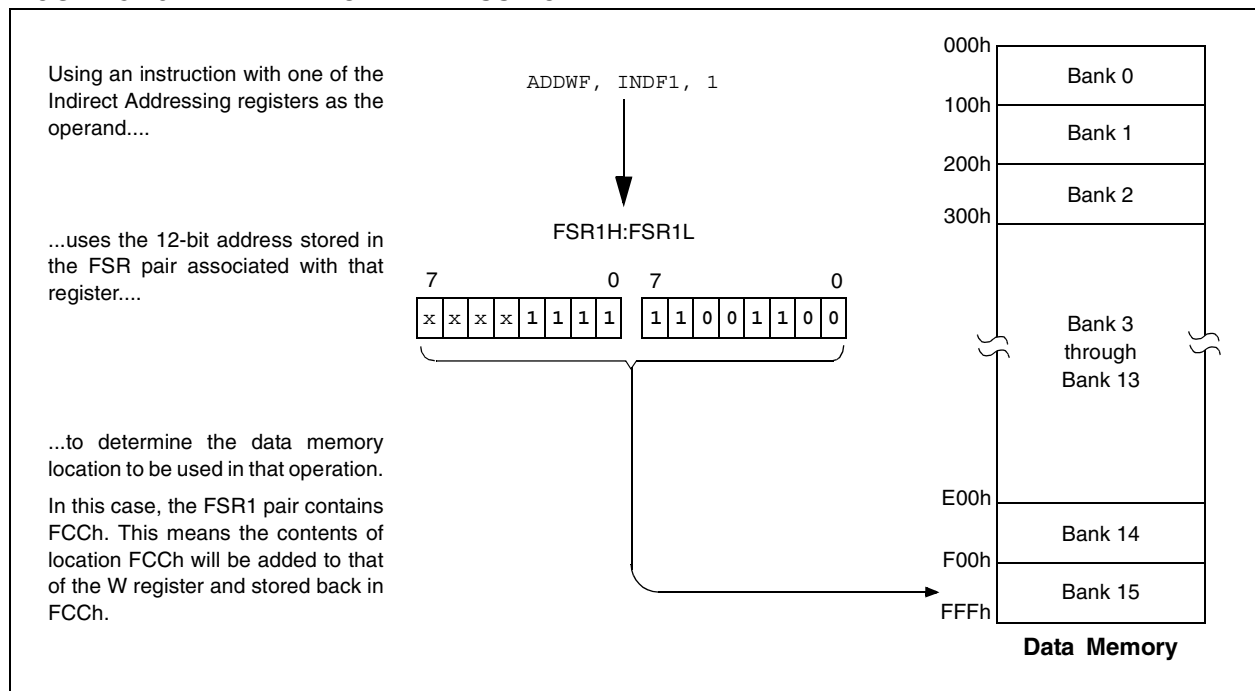 Using an instruction with one of the
Indirect Addressing registers as the
operand....
ADDWF, INDF1, 1
...uses the 12-bit address stored in
the FSR pair associated with that
register....
FSR1H:FSR1L
7 0 7 0
x x x x 1 1 1 1 1 1 0 0 1 1 0 0
...to determine the data memory
location to be used in that operation.
In this case, the FSR1 pair contains
FCCh. This means the contents of
location FCCh will be added to that
of the W register and stored back in
FCCh.
000h
Bank 0
100h
Bank 1
200h
Bank 2
300h
Bank 3
through
Bank 13
E00h
Bank 14
F00h
Bank 15
FFFh
Data Memory